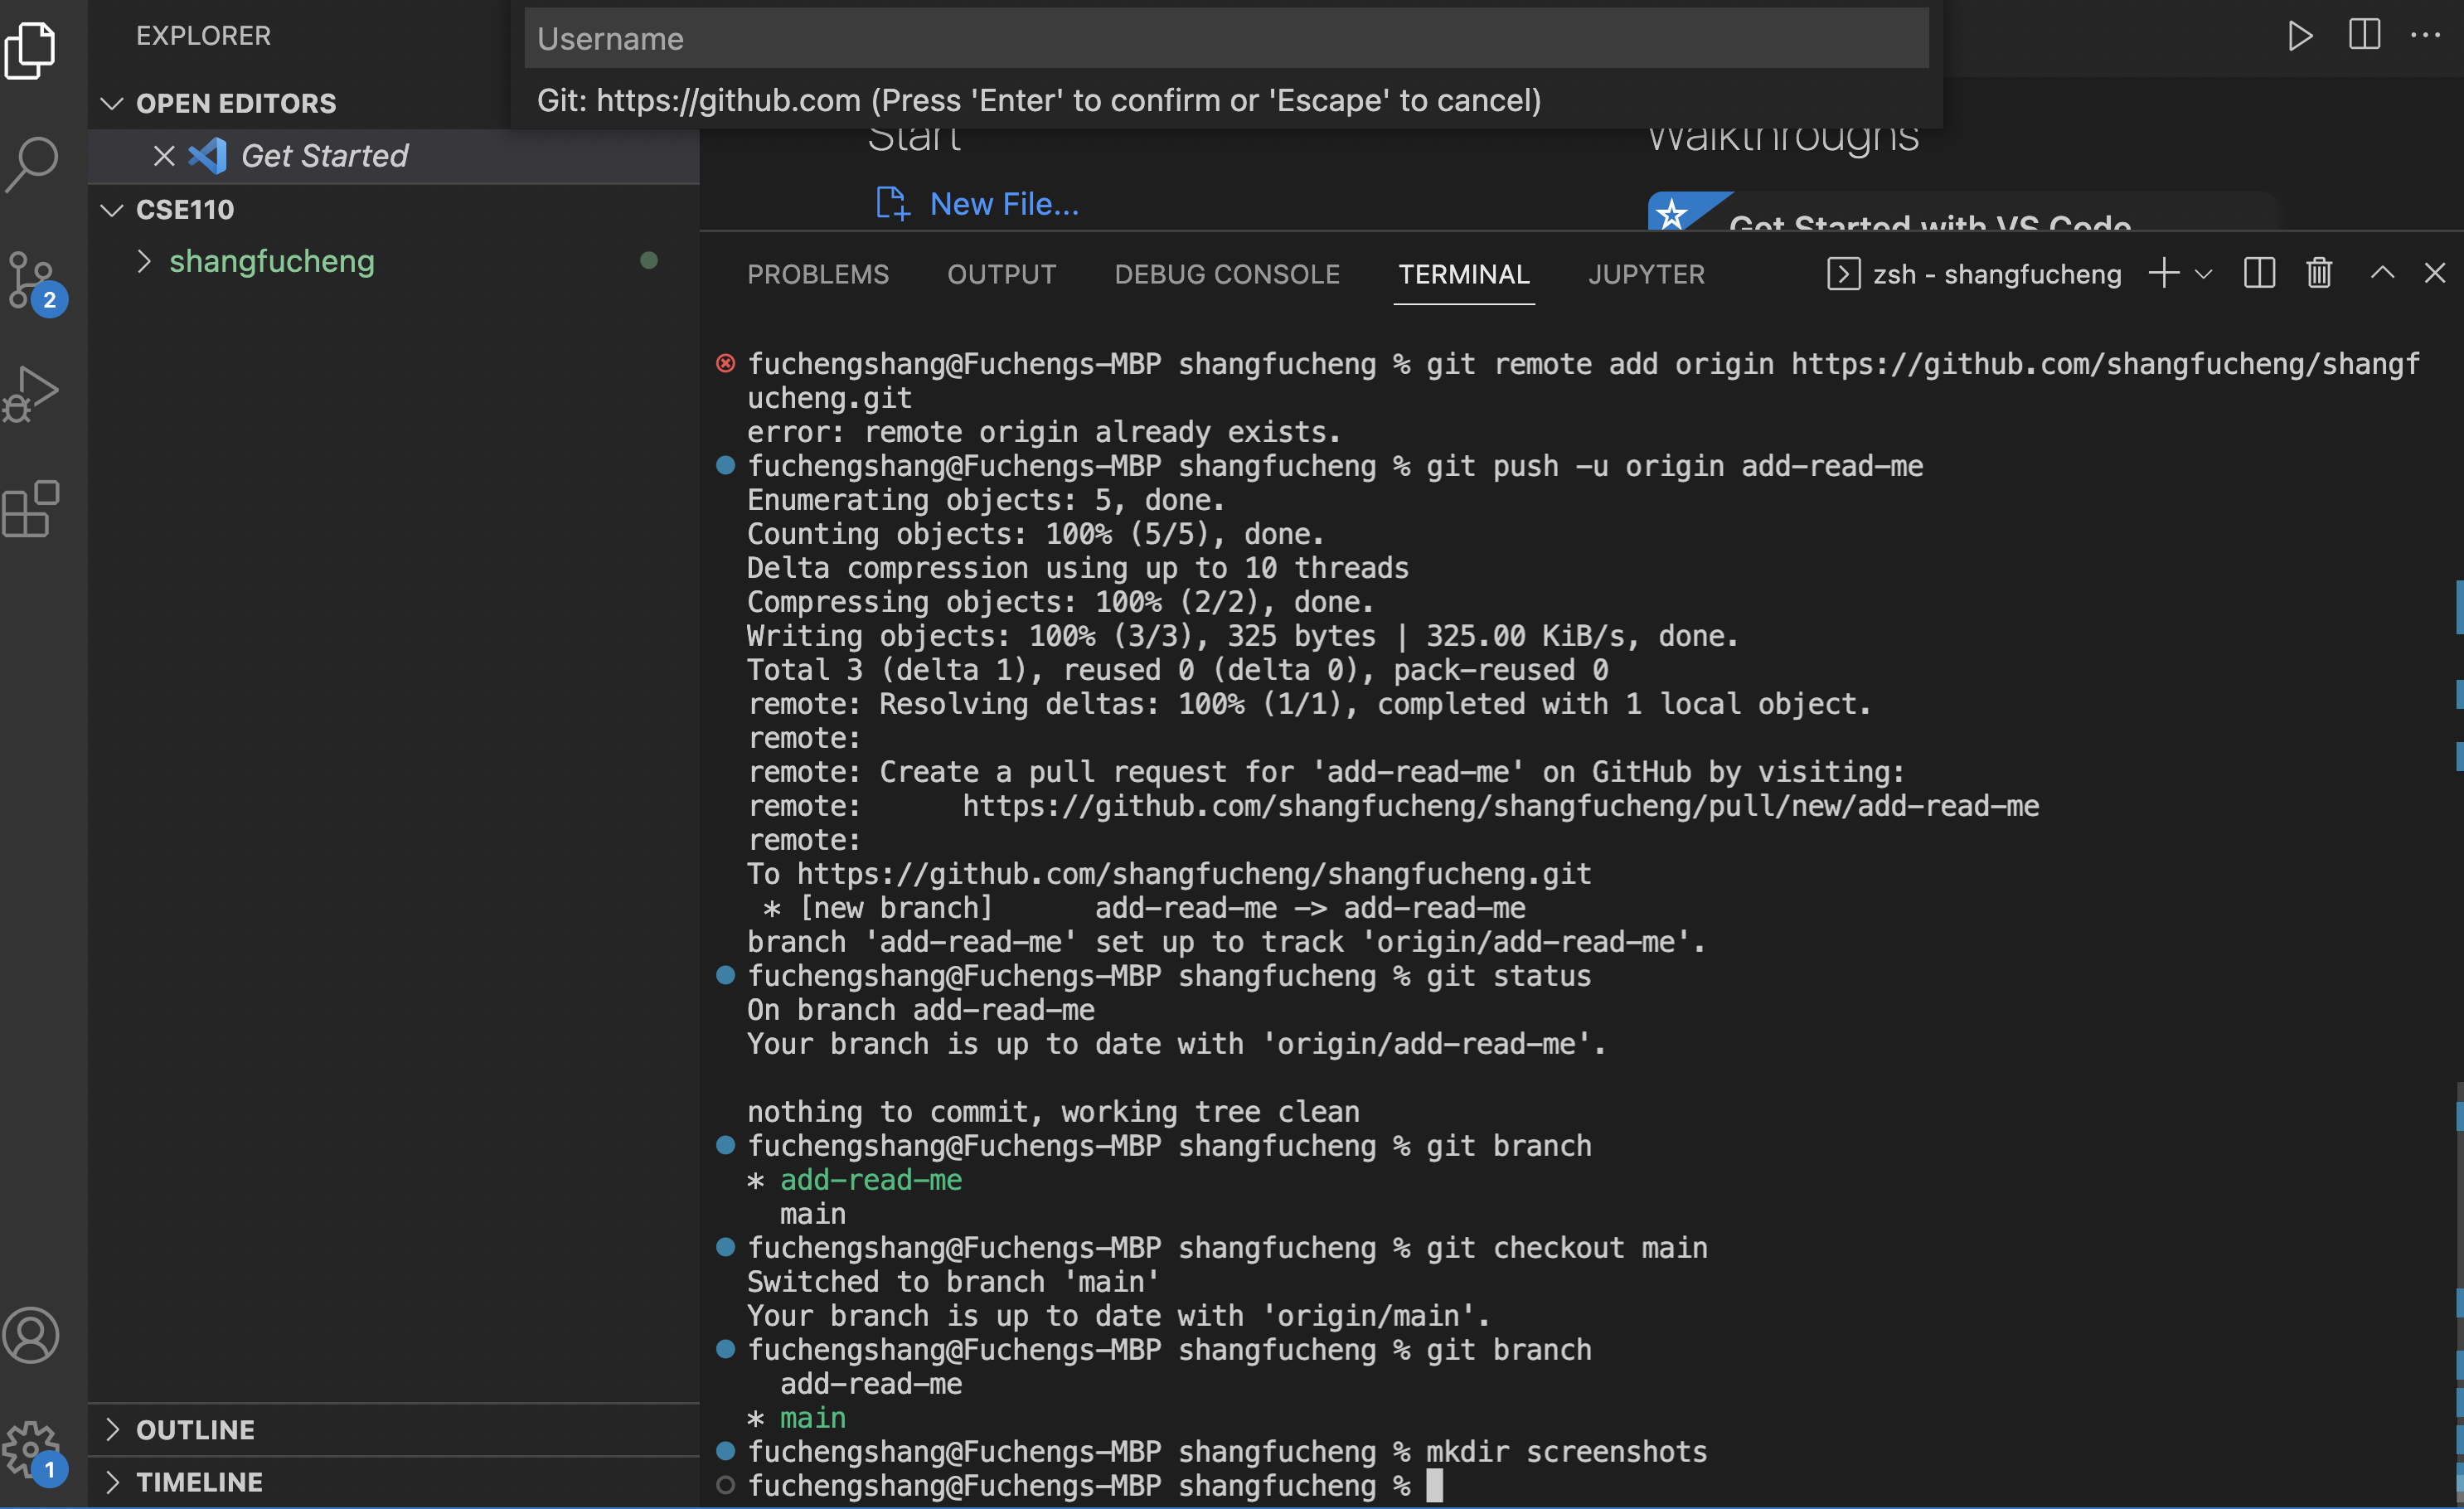 EXPLORER
Username
Git: https://github.com (Press 'Enter' to confirm or 'Escape' to cancel)
OPEN EDITORS
Get Started
CSE110
shangfucheng
2
1
OUTLINE
TIMELINE
Start
Walkthroughs
New File...
Get Started with VS Code
PROBLEMS OUTPUT DEBUG CONSOLE TERMINAL JUPYTER zsh - shangfucheng
fuchengshang@Fuchengs-MBP shangfucheng % git remote add origin https://github.com/shangfucheng/shangf
ucheng.git
error: remote origin already exists.
fuchengshang@Fuchengs-MBP shangfucheng % git push -u origin add-read-me
Enumerating objects: 5, done.
Counting objects: 100% (5/5), done.
Delta compression using up to 10 threads
Compressing objects: 100% (2/2), done.
Writing objects: 100% (3/3), 325 bytes | 325.00 KiB/s, done.
Total 3 (delta 1), reused 0 (delta 0), pack-reused 0
remote: Resolving deltas: 100% (1/1), completed with 1 local object.
remote:
remote: Create a pull request for 'add-read-me' on GitHub by visiting:
remote:      https://github.com/shangfucheng/shangfucheng/pull/new/add-read-me
remote:
To https://github.com/shangfucheng/shangfucheng.git
 * [new branch]      add-read-me -> add-read-me
branch 'add-read-me' set up to track 'origin/add-read-me'.
fuchengshang@Fuchengs-MBP shangfucheng % git status
On branch add-read-me
Your branch is up to date with 'origin/add-read-me'.
nothing to commit, working tree clean
fuchengshang@Fuchengs-MBP shangfucheng % git branch
* add-read-me
  main
fuchengshang@Fuchengs-MBP shangfucheng % git checkout main
Switched to branch 'main'
Your branch is up to date with 'origin/main'.
fuchengshang@Fuchengs-MBP shangfucheng % git branch
  add-read-me
* main
fuchengshang@Fuchengs-MBP shangfucheng % mkdir screenshots
fuchengshang@Fuchengs-MBP shangfucheng %